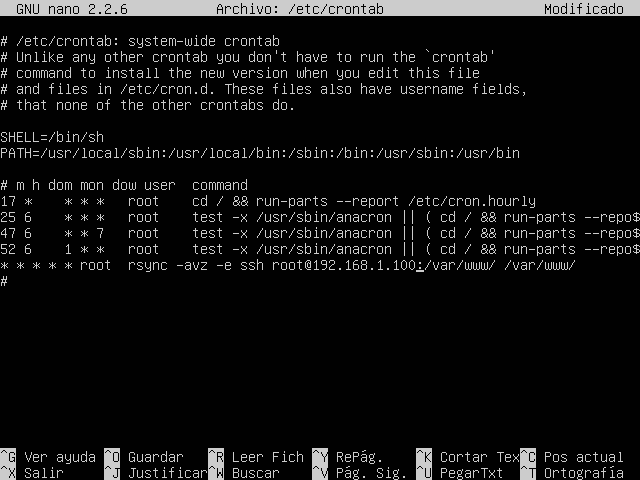 GNU nano 2.2.6 Archivo: /etc/crontab Modificado
# /etc/crontab: system-wide crontab
# Unlike any other crontab you don't have to run the `crontab'
# command to install the new version when you edit this file
# and files in /etc/cron.d. These files also have username fields,
# that none of the other crontabs do.
SHELL=/bin/sh
PATH=/usr/local/sbin:/usr/local/bin:/sbin:/bin:/usr/sbin:/usr/bin
# m h dom mon dow user command
17 * * * * root cd / && run-parts --report /etc/cron.hourly
25 6 * * * root test -x /usr/sbin/anacron || ( cd / && run-parts --repo$
47 6 * * 7 root test -x /usr/sbin/anacron || ( cd / && run-parts --repo$
52 6 1 * * root test -x /usr/sbin/anacron || ( cd / && run-parts --repo$
* * * * * root rsync -avz -e ssh root@192.168.1.100:/var/www/ /var/www/
#
^G Ver ayuda ^O Guardar ^R Leer Fich ^Y RePág. ^K Cortar Tex ^C Pos actual
^X Salir ^J Justificar ^W Buscar ^V Pág. Sig. ^U PegarTxt ^T Ortografía